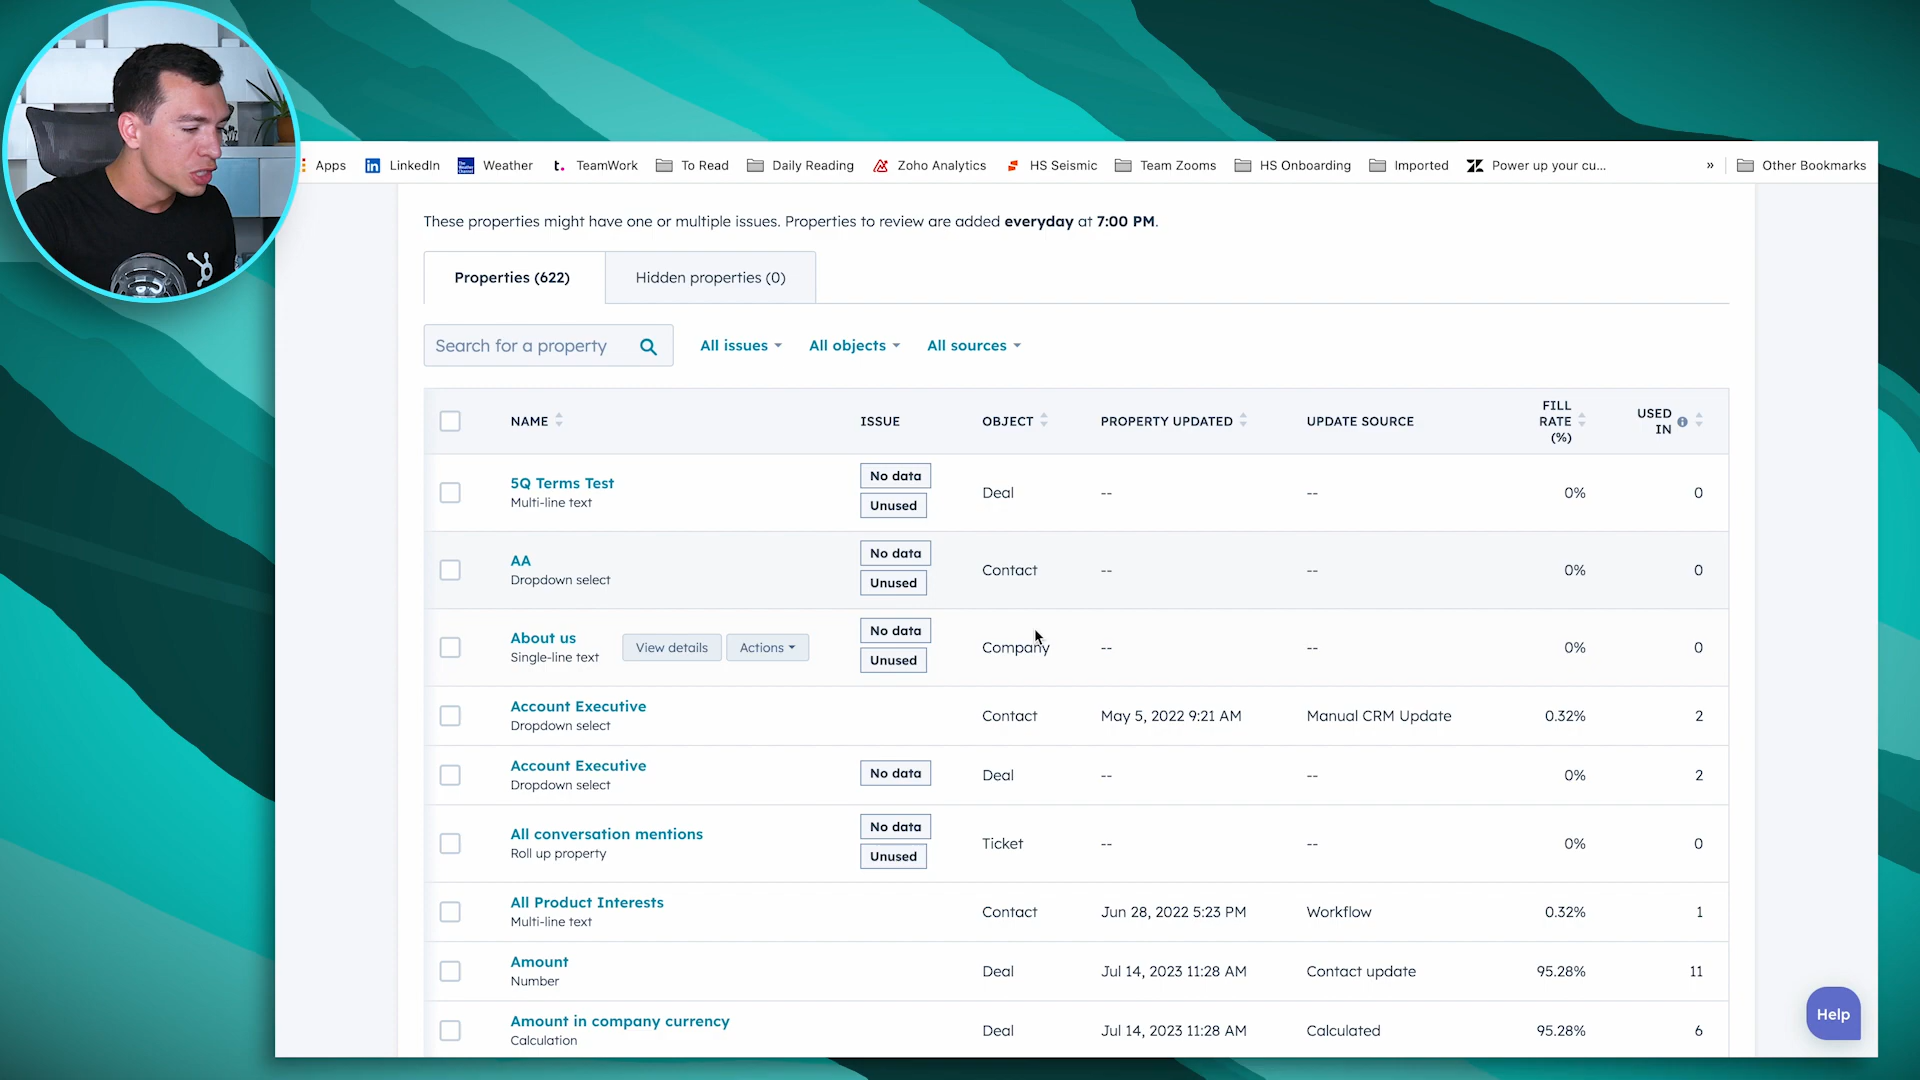 Apps LinkedIn The Weather Channel Weather t. TeamWork To Read Daily Reading Zoho Analytics HS Seismic Team Zooms HS Onboarding Imported Power up your cu... » Other Bookmarks
These properties might have one or multiple issues. Properties to review are added everyday at 7:00 PM.
Properties (622) Hidden properties (0)
Search for a property All issues All objects All sources
NAME ISSUE OBJECT PROPERTY UPDATED UPDATE SOURCE FILL RATE (%) USED IN
5Q Terms Test No data Deal -- -- 0% 0
Multi-line text Unused
AA No data Contact -- -- 0% 0
Dropdown select Unused
About us View details Actions No data Company -- -- 0% 0
Single-line text Unused
Account Executive Contact May 5, 2022 9:21 AM Manual CRM Update 0.32% 2
Dropdown select
Account Executive No data Deal -- -- 0% 2
Dropdown select
All conversation mentions No data Ticket -- -- 0% 0
Roll up property Unused
All Product Interests Contact Jun 28, 2022 5:23 PM Workflow 0.32% 1
Multi-line text
Amount Deal Jul 14, 2023 11:28 AM Contact update 95.28% 11
Number
Amount in company currency Deal Jul 14, 2023 11:28 AM Calculated 95.28% 6
Calculation
Help